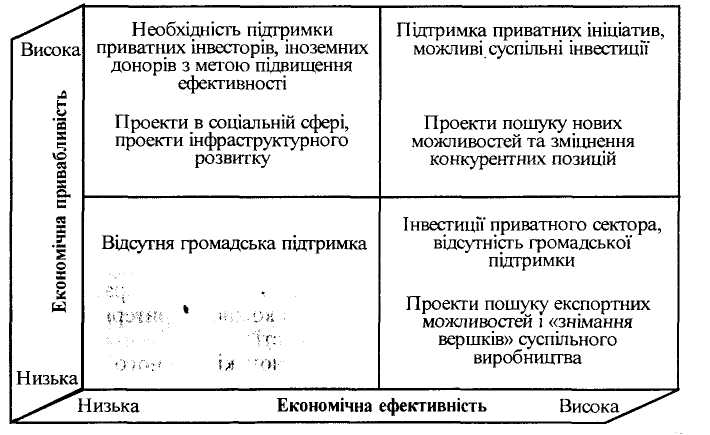 Необхідність підтримки
приватних інвесторів, іноземних
донорів з метою підвищення
ефективності
Проекти в соціальній сфері,
проекти інфраструктурного
розвитку
Підтримка приватних ініціатив,
можливі суспільні інвестиції
Проекти пошуку нових
можливостей та зміцнення
конкурентних позицій
Висока
Економічна привабливість
Низька
Відсутня громадська підтримка
Інвестиції приватного сектора,
відсутність громадської
підтримки
Проекти пошуку експортних
можливостей і «знімання
вершків» суспільного
виробництва
Низька
Економічна ефективність
Висока